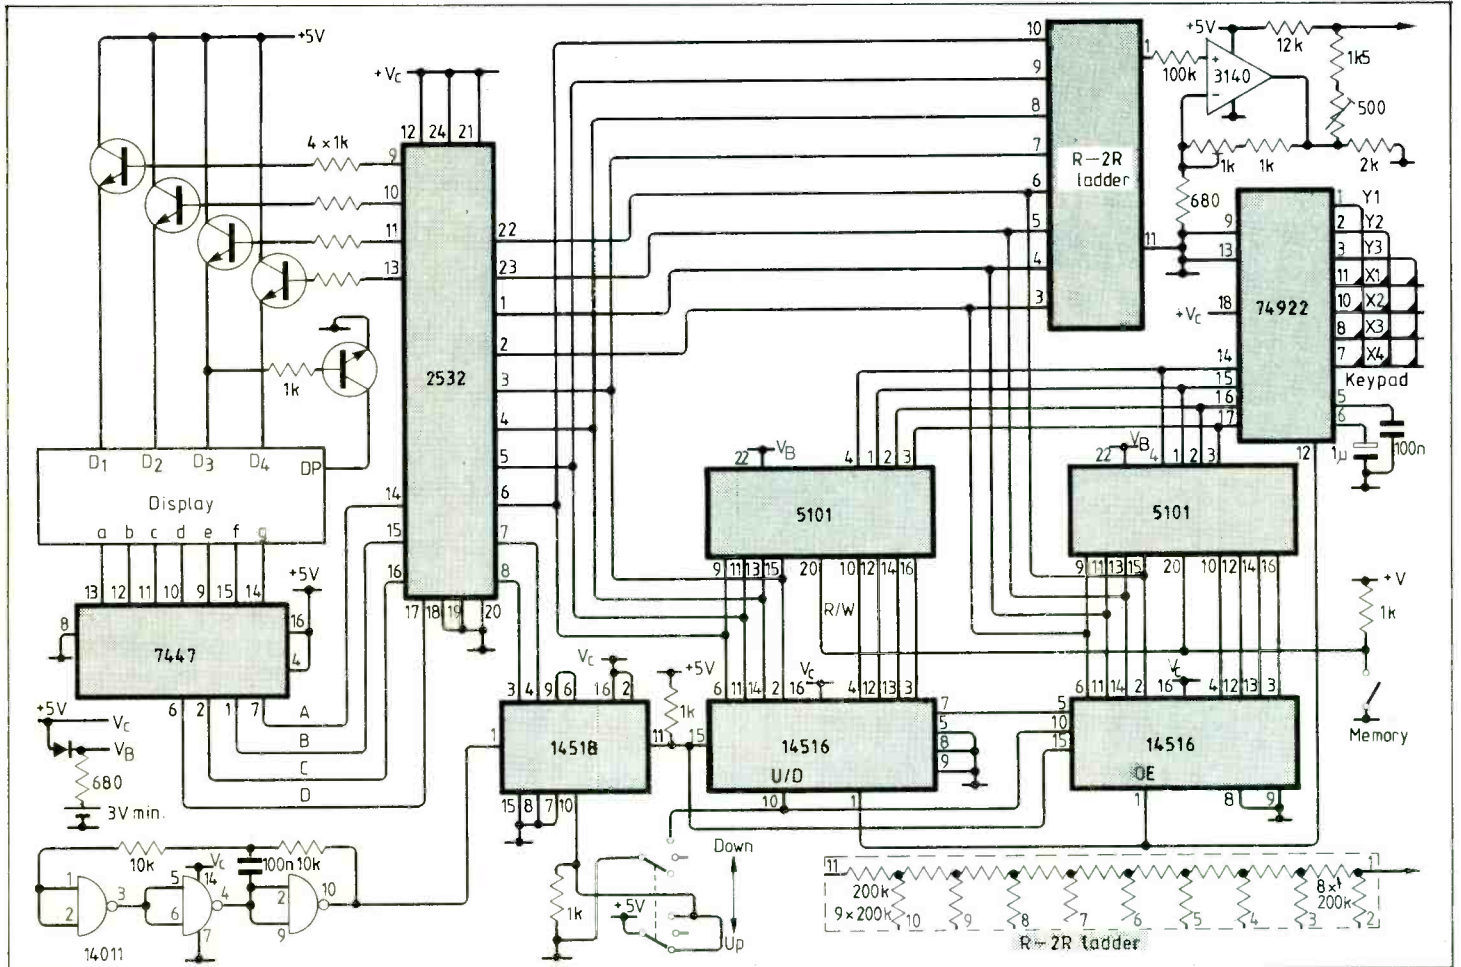 +5V
+Vc
12 24 21
4 × 1k
9
10
11
13
1k
D1 D2 D3 D4 DP
Display
a b c d e f g
13 12 11 10 9 15 14
+5V
8
7447
16
4
6 2 1 7
A
B
C
D
+5V
Vc
VB
680
3V min.
10k
100n
10k
1
2
3
5
6
Vc
14
4
7
2
9
10
14011
2532
22
23
1
2
3
4
5
6
7
8
14
15
16
17 18 19 20
10
9
8
7
6
5
4
3
R–2R
ladder
1
11
100k
+5V
+
3140
–
12k
1k5
500
1k
1k
2k
680
9
13
+Vc
18
74922
14
15
16
17
1 Y1
2 Y2
3 Y3
11 X1
10 X2
8 X3
7 X4
Keypad
5
6
12
1µ
100n
22 VB
4 1 2 3
5101
9 11 13 15 20 10 12 14 16
R/W
22 VB
4 1 2 3
5101
9 11 13 15 20 10 12 14 16
+V
1k
Memory
3 4 9 6 Vc 16 2
1
14518
11
15 8 7 10
+5V
1k
15
6 11 14 2 16 Vc 4 12 13 3
14516
U/D
7
5
8
9
10
1
6 11 14 2 16 Vc 4 12 13 3
5
10
15
14516
OE
1
8 9
1k
+5V
Down
Up
11
200k
9×200k
10 9 8 7 6 5 4 3 2
8×
200k
1
R–2R ladder